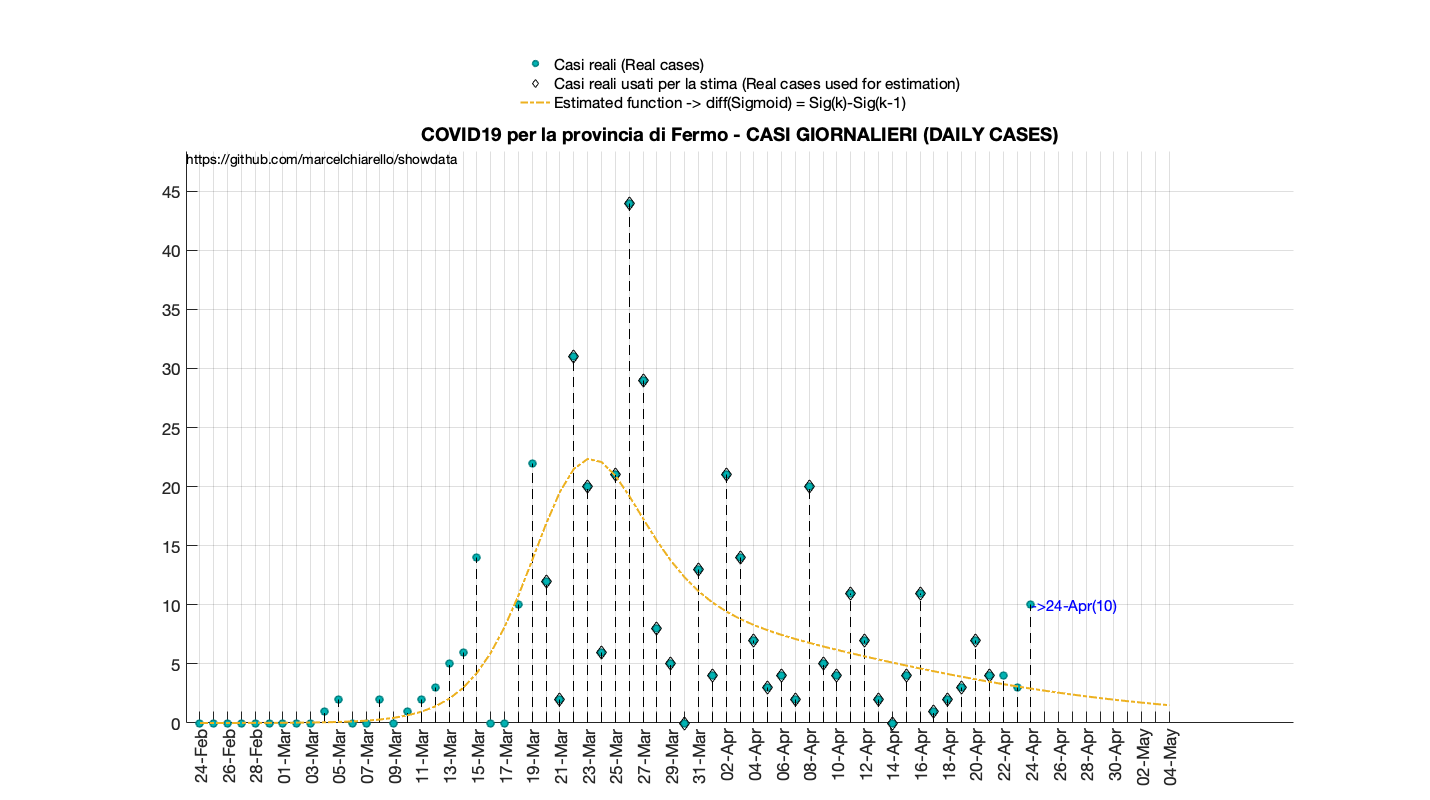 Casi reali (Real cases)
Casi reali usati per la stima (Real cases used for estimation)
Estimated function -> diff(Sigmoid) = Sig(k)-Sig(k-1)
COVID19 per la provincia di Fermo - CASI GIORNALIERI (DAILY CASES)
https://github.com/marcelchiarello/showdata
45
40
35
30
25
20
15
10
5
0
->24-Apr(10)
24-Feb
26-Feb
28-Feb
01-Mar
03-Mar
05-Mar
07-Mar
09-Mar
11-Mar
13-Mar
15-Mar
17-Mar
19-Mar
21-Mar
23-Mar
25-Mar
27-Mar
29-Mar
31-Mar
02-Apr
04-Apr
06-Apr
08-Apr
10-Apr
12-Apr
14-Apr
16-Apr
18-Apr
20-Apr
22-Apr
24-Apr
26-Apr
28-Apr
30-Apr
02-May
04-May